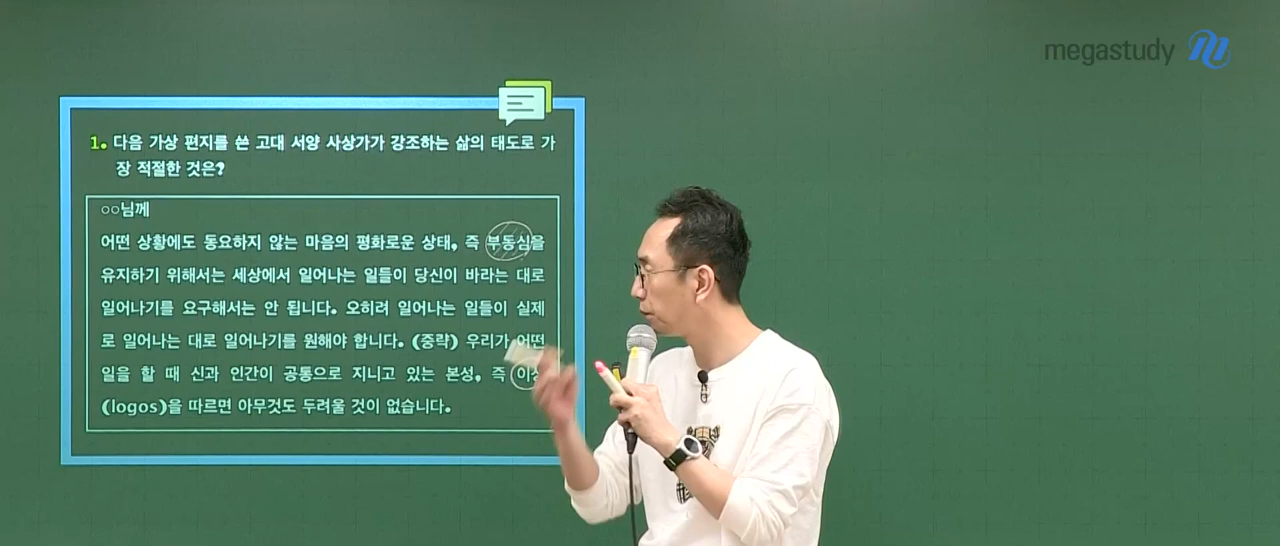 megastudy
1. 다음 가상 편지를 쓴 고대 서양 사상가가 강조하는 삶의 태도로 가
장 적절한 것은?
○○님께
어떤 상황에도 동요하지 않는 마음의 평화로운 상태, 즉 부동심을
유지하기 위해서는 세상에서 일어나는 일들이 당신이 바라는 대로
일어나기를 요구해서는 안 됩니다. 오히려 일어나는 일들이 실제
로 일어나는 대로 일어나기를 원해야 합니다. (중략) 우리가 어떤
일을 할 때 신과 인간이 공통으로 지니고 있는 본성, 즉 이성
(logos)을 따르면 아무것도 두려울 것이 없습니다.